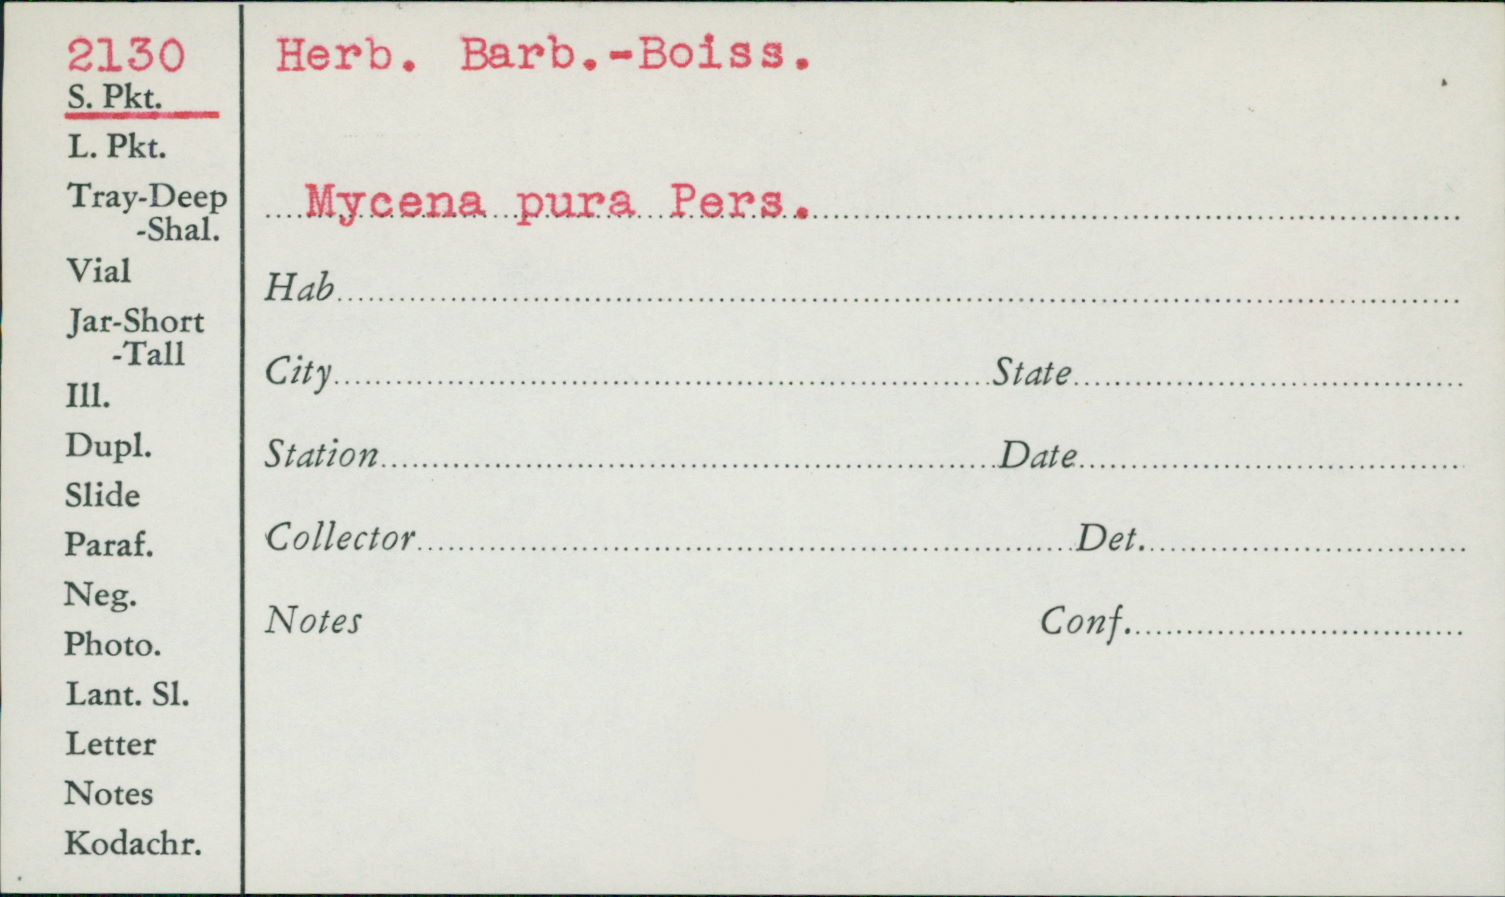 2130
S. Pkt.
L. Pkt.
Tray-Deep
-Shal.
Vial
Jar-Short
-Tall
Ill.
Dupl.
Slide
Paraf.
Neg.
Photo.
Lant. Sl.
Letter
Notes
Kodachr.
Herb. Barb.-Boiss.
Mycena pura Pers.
Hab
City State
Station Date
Collector Det.
Notes Conf.